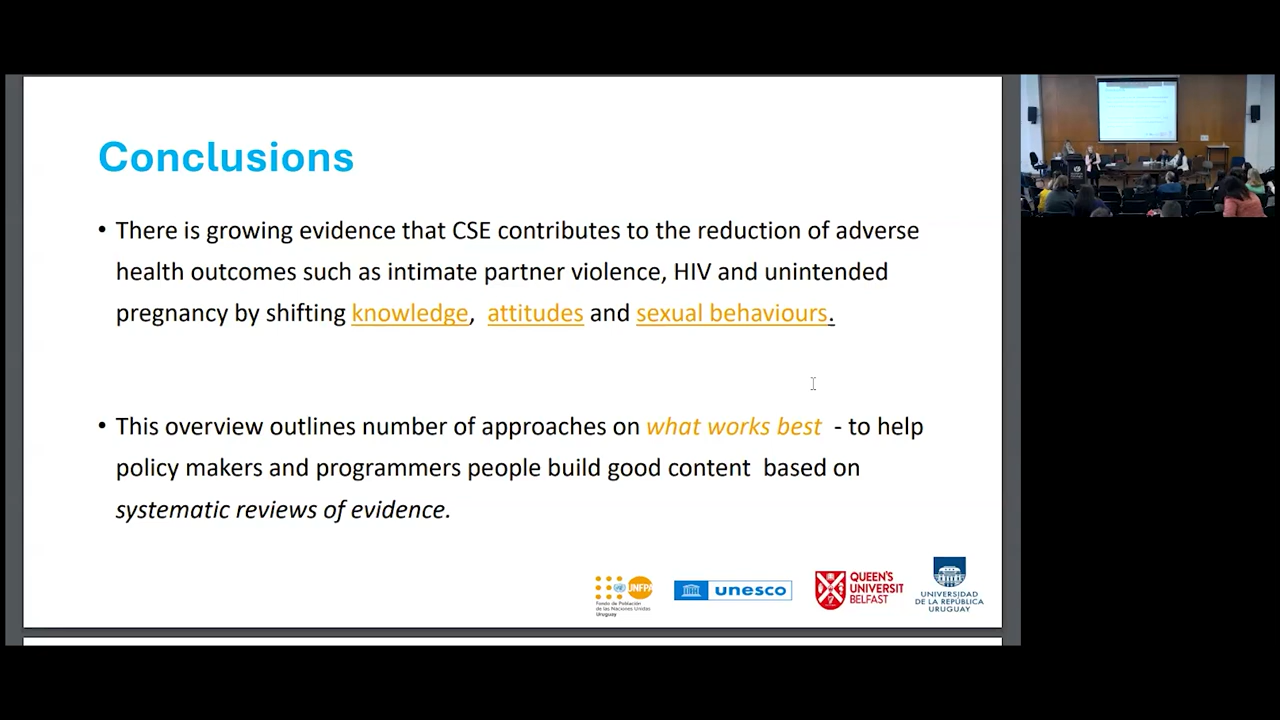 Conclusions
• There is growing evidence that CSE contributes to the reduction of adverse
health outcomes such as intimate partner violence, HIV and unintended
pregnancy by shifting knowledge, attitudes and sexual behaviours.
• This overview outlines number of approaches on what works best - to help
policy makers and programmers people build good content based on
systematic reviews of evidence.
UNFPA
Fondo de Población
de las Naciones Unidas
Uruguay
unesco
QUEEN'S
UNIVERSIT
BELFAST
UNIVERSIDAD
DE LA REPÚBLICA
URUGUAY